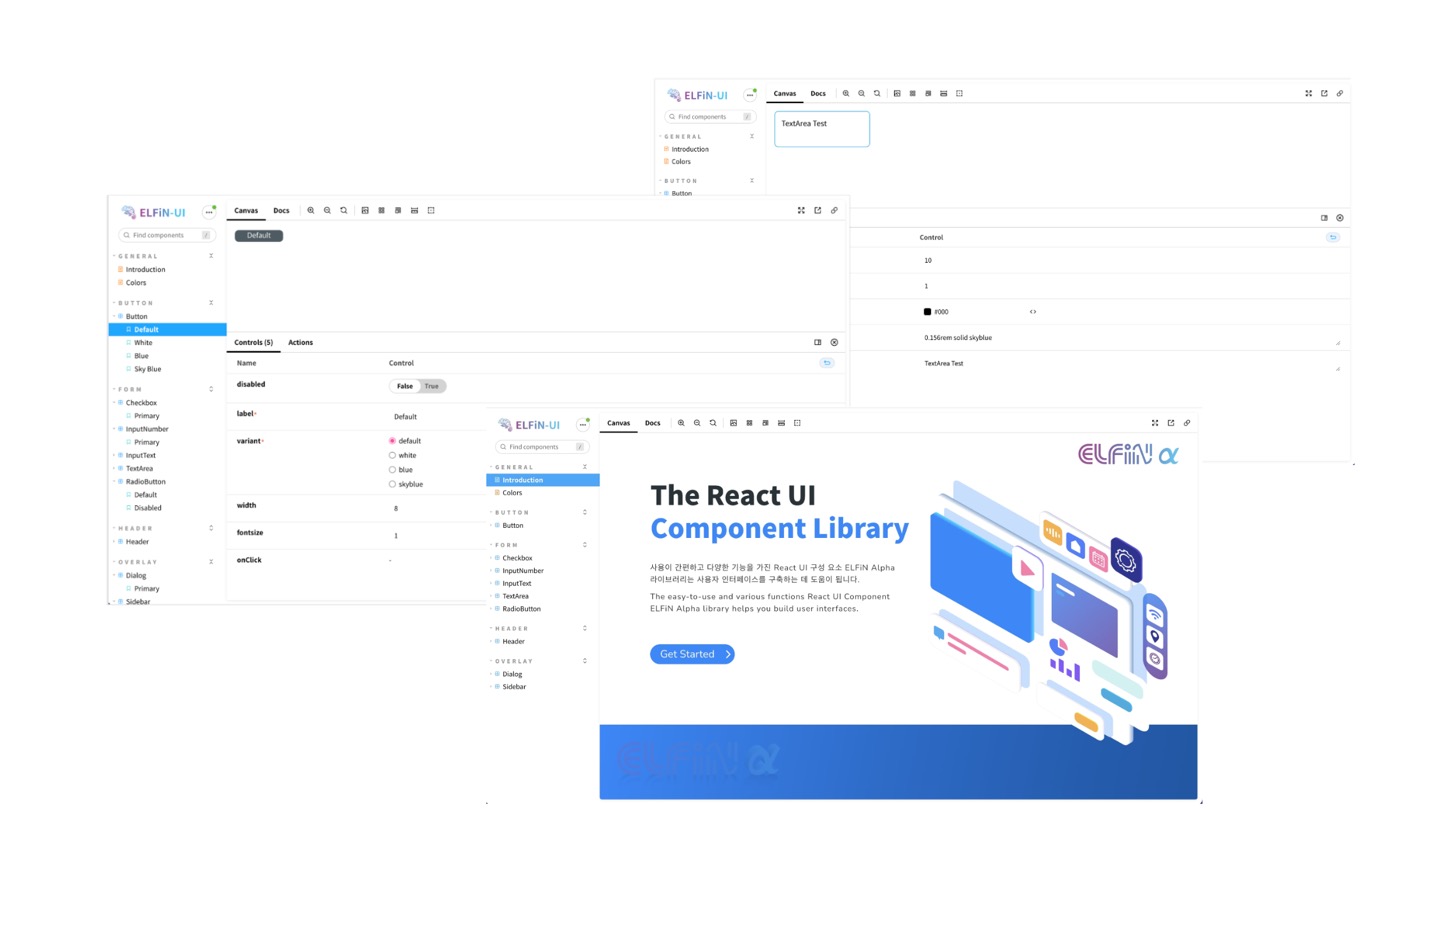 ELFiN-UI
Canvas
Docs
Find components
/
TextArea Test
GENERAL
Introduction
Colors
BUTTON
Button
Control
10
1
#000
0.156rem solid skyblue
TextArea Test
ELFiN-UI
Canvas
Docs
Find components
/
Default
GENERAL
Introduction
Colors
BUTTON
Button
Default
White
Blue
Sky Blue
FORM
Checkbox
Primary
InputNumber
Primary
InputText
TextArea
RadioButton
Default
Disabled
HEADER
Header
OVERLAY
Dialog
Primary
Sidebar
Controls (5)
Actions
Name
Control
disabled
False
True
label*
Default
variant*
default
white
blue
skyblue
width
8
fontsize
1
onClick
-
ELFiN-UI
Canvas
Docs
Find components
/
GENERAL
Introduction
Colors
BUTTON
Button
FORM
Checkbox
InputNumber
InputText
TextArea
RadioButton
HEADER
Header
OVERLAY
Dialog
Sidebar
ELFiN α
The React UI
Component Library
사용이 간편하고 다양한 기능을 가진 React UI 구성 요소 ELFiN Alpha
라이브러리는 사용자 인터페이스를 구축하는 데 도움이 됩니다.
The easy-to-use and various functions React UI Component
ELFiN Alpha library helps you build user interfaces.
Get Started
ELFiN α